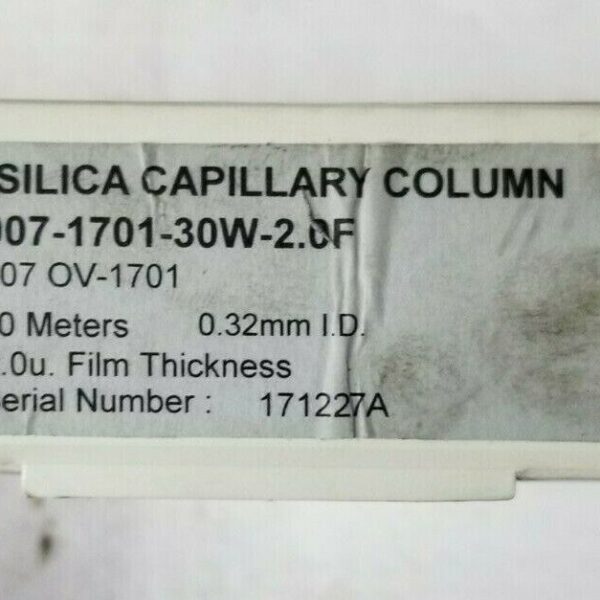 SILICA CAPILLARY COLUMN
007-1701-30W-2.0F
07 OV-1701
0 Meters 0.32mm I.D.
.0u. Film Thickness
Serial Number : 171227A